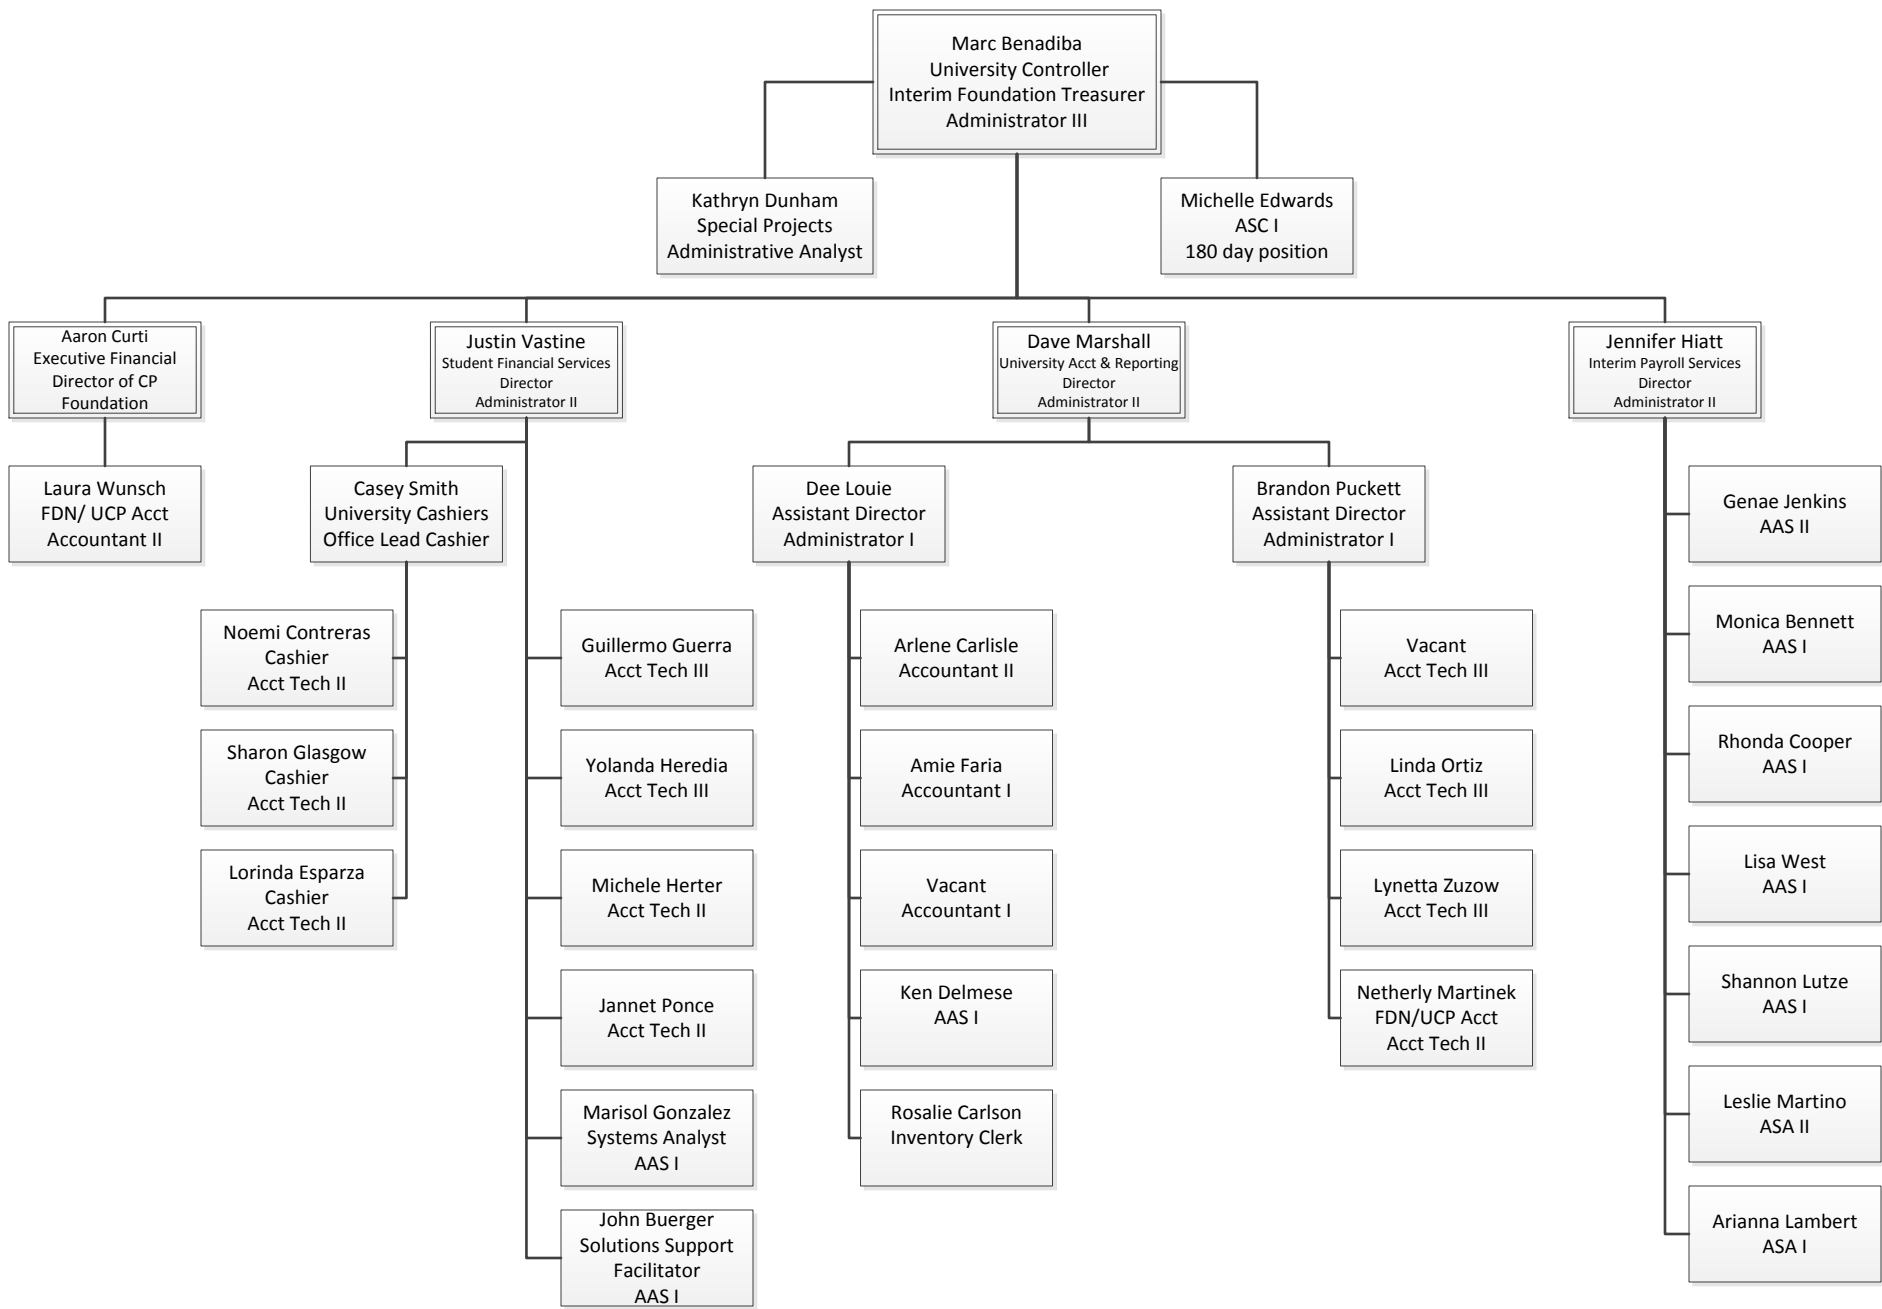 Marc Benadiba
University Controller
Interim Foundation Treasurer
Administrator III
Kathryn Dunham
Special Projects
Administrative Analyst
Michelle Edwards
ASC I
180 day position
Aaron Curti
Executive Financial
Director of CP
Foundation
Justin Vastine
Student Financial Services
Director
Administrator II
Dave Marshall
University Acct & Reporting
Director
Administrator II
Jennifer Hiatt
Interim Payroll Services
Director
Administrator II
Laura Wunsch
FDN/ UCP Acct
Accountant II
Casey Smith
University Cashiers
Office Lead Cashier
Dee Louie
Assistant Director
Administrator I
Brandon Puckett
Assistant Director
Administrator I
Genae Jenkins
AAS II
Noemi Contreras
Cashier
Acct Tech II
Guillermo Guerra
Acct Tech III
Arlene Carlisle
Accountant II
Vacant
Acct Tech III
Monica Bennett
AAS I
Sharon Glasgow
Cashier
Acct Tech II
Yolanda Heredia
Acct Tech III
Amie Faria
Accountant I
Linda Ortiz
Acct Tech III
Rhonda Cooper
AAS I
Lorinda Esparza
Cashier
Acct Tech II
Michele Herter
Acct Tech II
Vacant
Accountant I
Lynetta Zuzow
Acct Tech III
Lisa West
AAS I
Jannet Ponce
Acct Tech II
Ken Delmese
AAS I
Netherly Martinek
FDN/UCP Acct
Acct Tech II
Shannon Lutze
AAS I
Marisol Gonzalez
Systems Analyst
AAS I
Rosalie Carlson
Inventory Clerk
Leslie Martino
ASA II
John Buerger
Solutions Support
Facilitator
AAS I
Arianna Lambert
ASA I